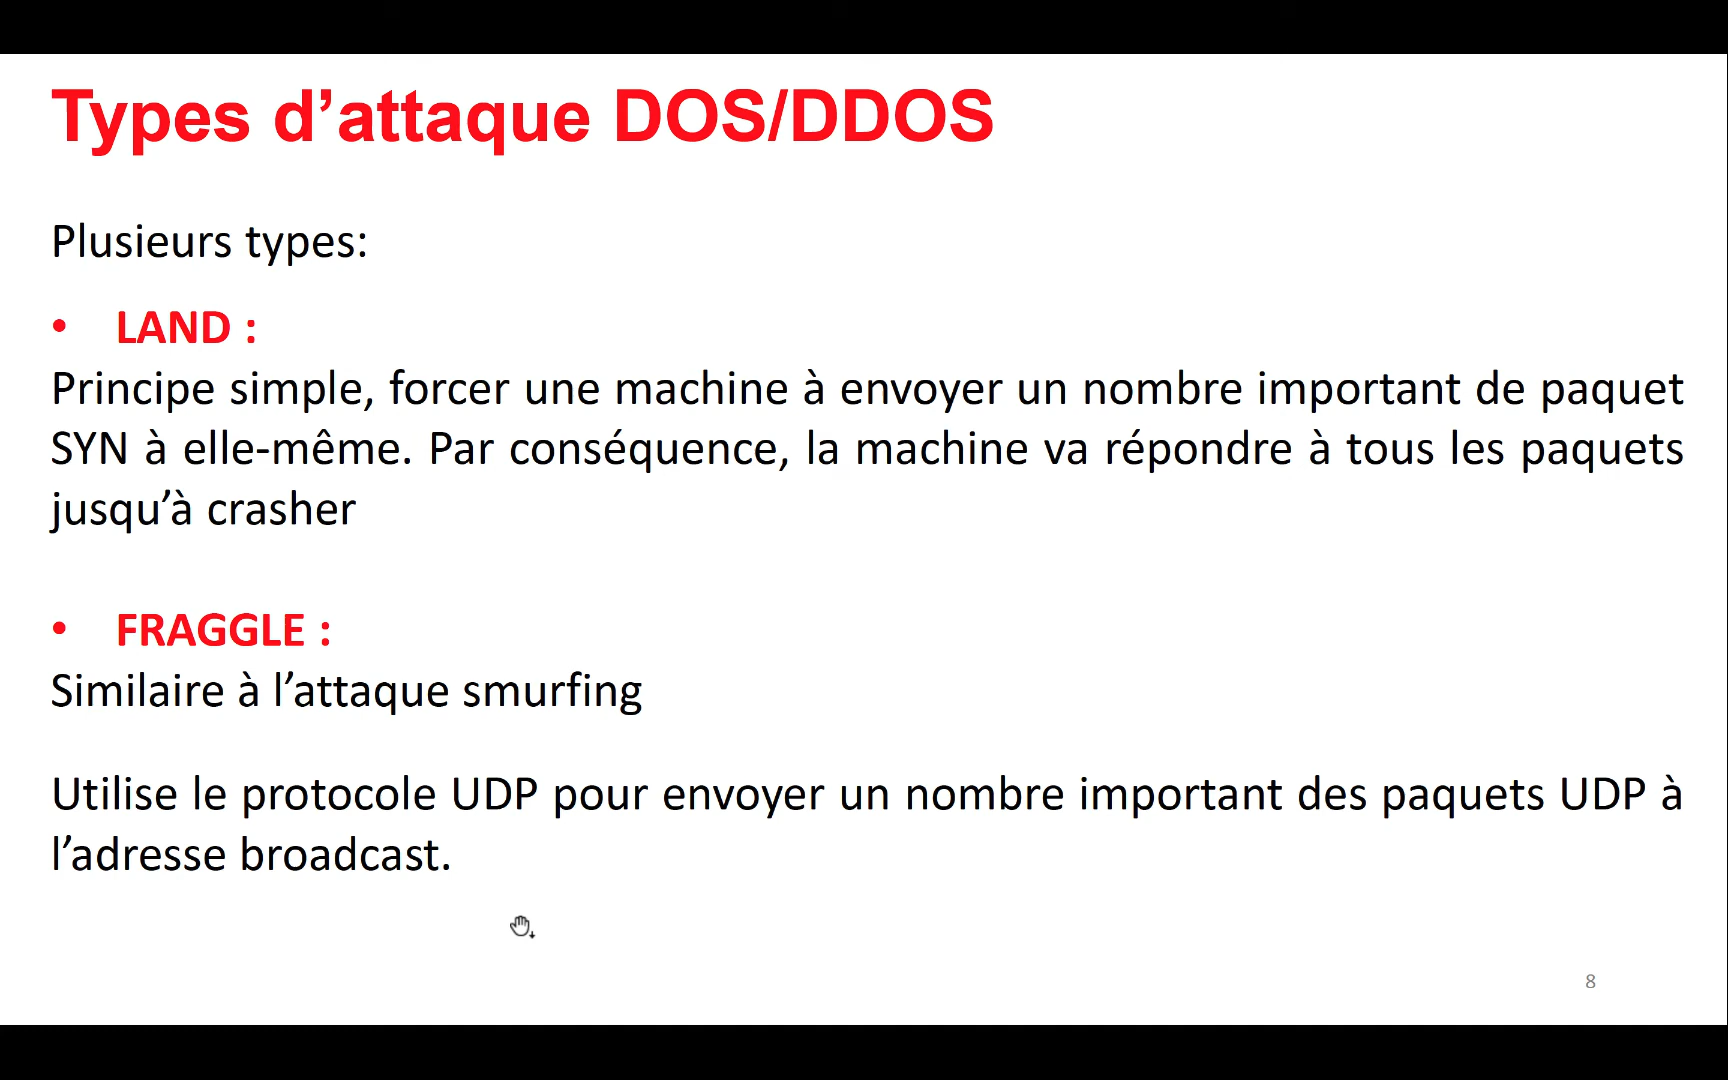 Types d’attaque DOS/DDOS
Plusieurs types:
• LAND :
Principe simple, forcer une machine à envoyer un nombre important de paquet
SYN à elle-même. Par conséquence, la machine va répondre à tous les paquets
jusqu’à crasher
• FRAGGLE :
Similaire à l’attaque smurfing
Utilise le protocole UDP pour envoyer un nombre important des paquets UDP à
l’adresse broadcast.
8